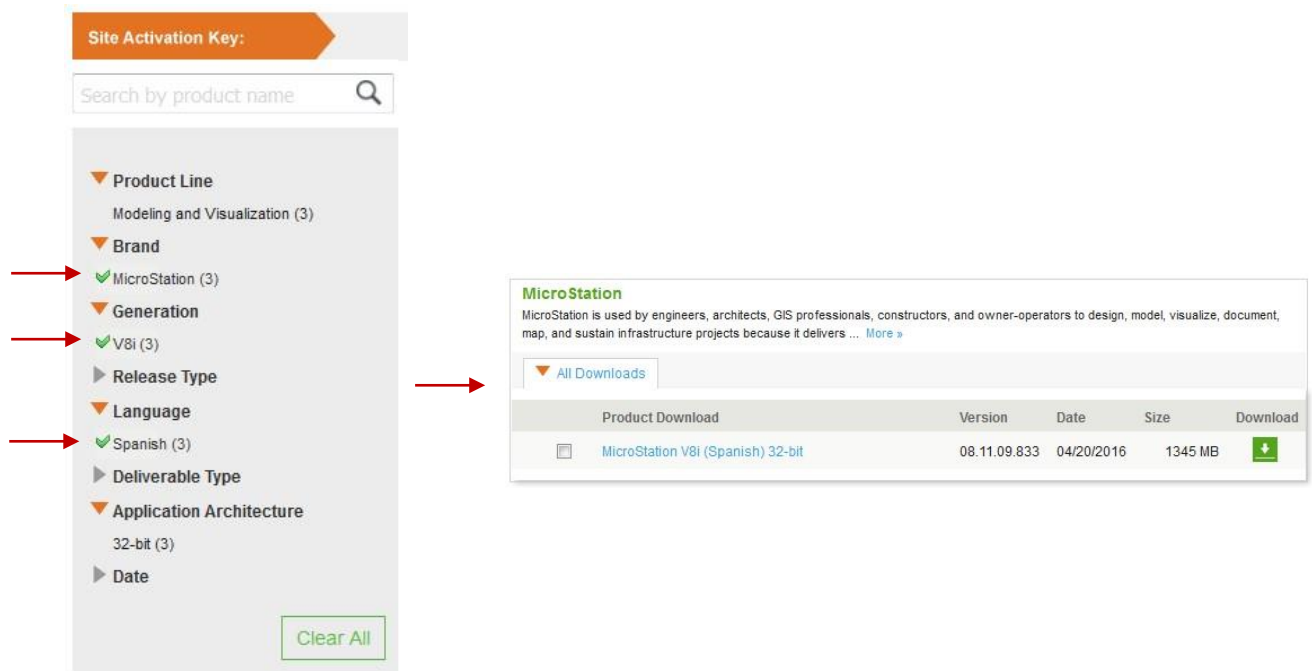 Site Activation Key:
Search by product name
Product Line
Modeling and Visualization (3)
Brand
MicroStation (3)
Generation
V8i (3)
Release Type
Language
Spanish (3)
Deliverable Type
Application Architecture
32-bit (3)
Date
Clear All
MicroStation
MicroStation is used by engineers, architects, GIS professionals, constructors, and owner-operators to design, model, visualize, document,
map, and sustain infrastructure projects because it delivers ... More »
All Downloads
Product Download Version Date Size Download
MicroStation V8i (Spanish) 32-bit 08.11.09.833 04/20/2016 1345 MB